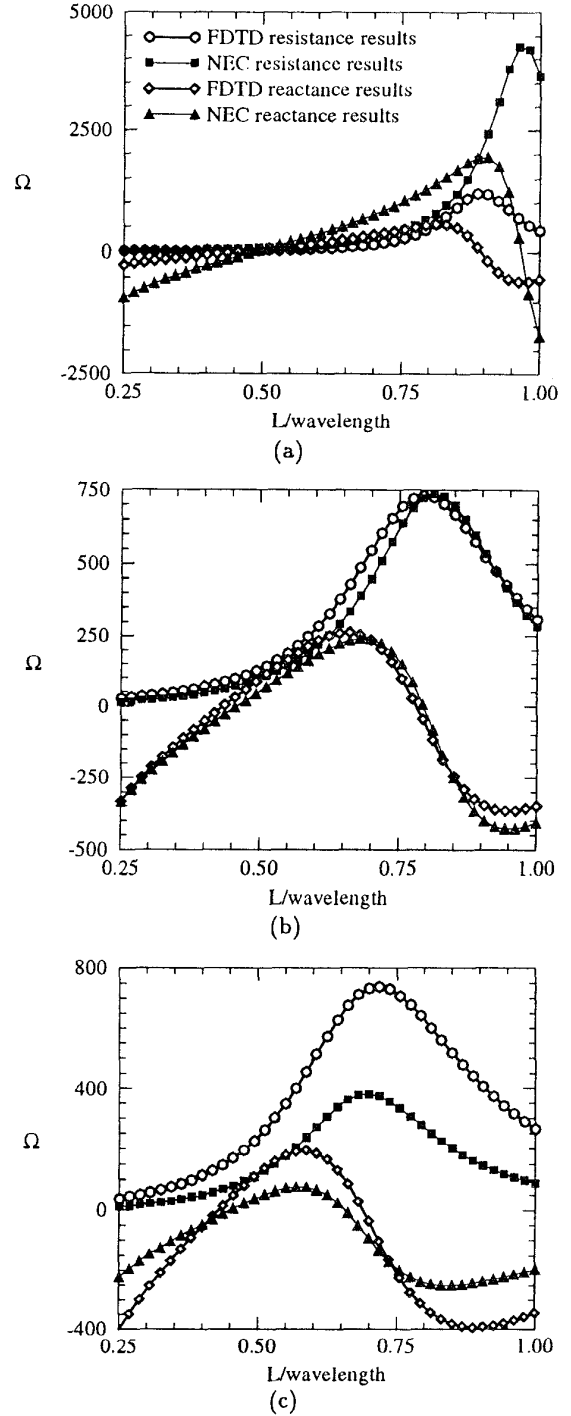 5000
FDTD resistance results
NEC resistance results
FDTD reactance results
NEC reactance results
2500
Ω
0
-2500
0.25 0.50 0.75 1.00
L/wavelength
(a)
750
500
250
Ω
0
-250
-500
0.25 0.50 0.75 1.00
L/wavelength
(b)
800
400
Ω
0
-400
0.25 0.50 0.75 1.00
L/wavelength
(c)